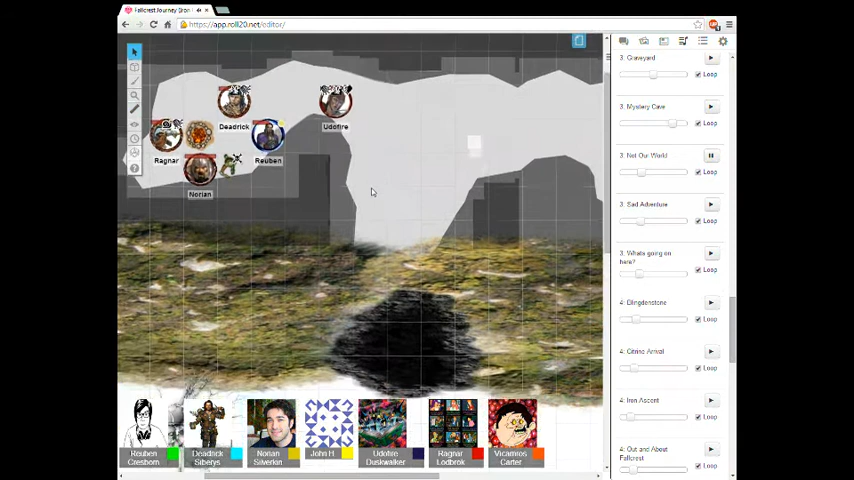 Fallcrest Journey (Iron
https://app.roll20.net/editor/
Deadrick
Udofire
Ragnar
Reuben
Norian
3. Graveyard
Loop
3. Mystery Cave
Loop
3. Not Our World
Loop
3. Sad Adventure
Loop
3. Whats going on
here?
Loop
4: Blingdenstone
Loop
4: Citrine Arrival
Loop
4: Iron Ascent
Loop
4: Out and About
Fallcrest
Loop
Reuben
Cresborn
Deadrick
Siberys
Norian
Silverkin
John H
Udofire
Duskwalker
Ragnar
Lodbrok
Vicamros
Carter